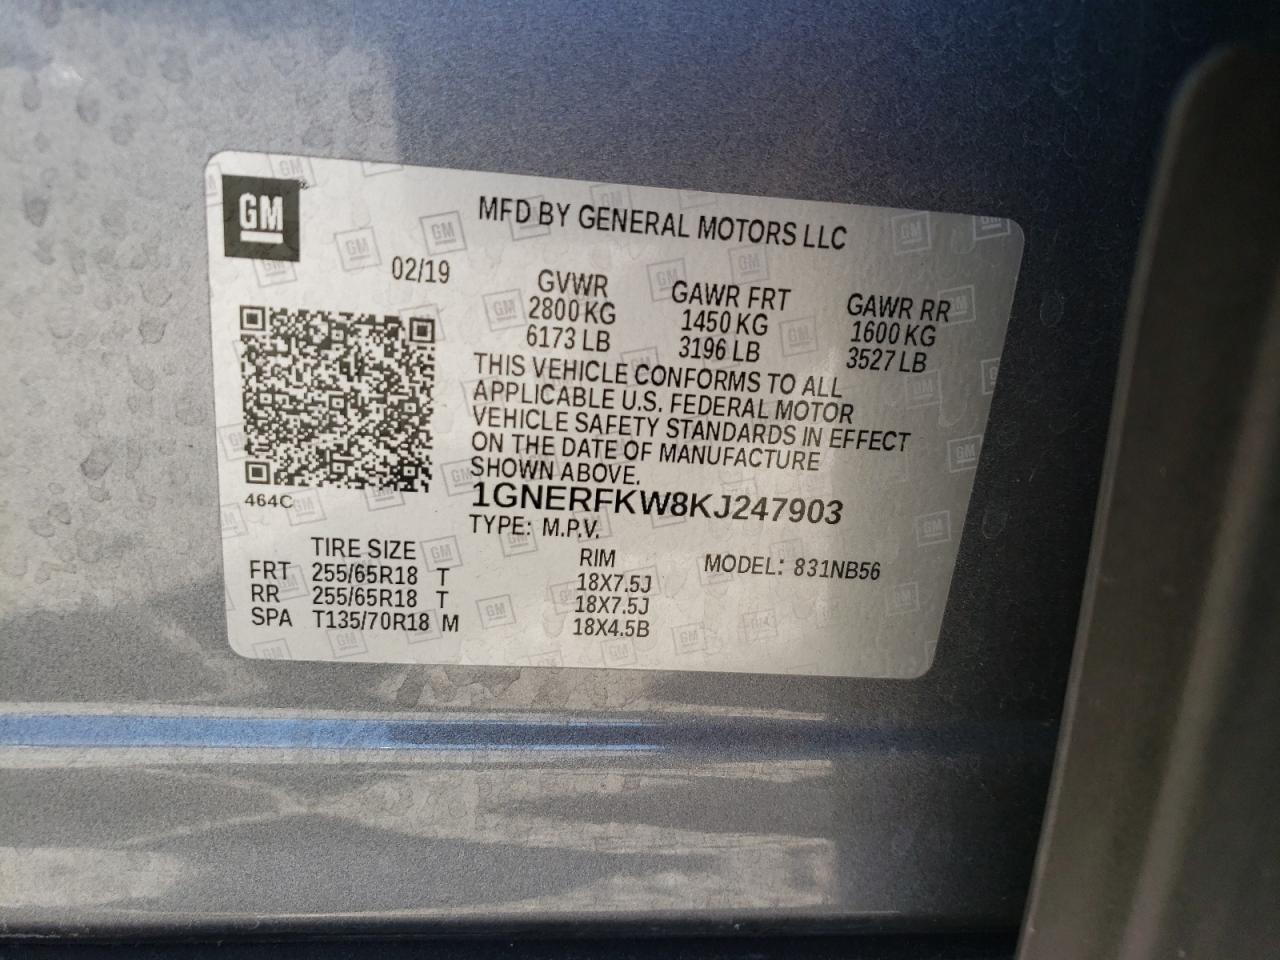 GM
MFD BY GENERAL MOTORS LLC
02/19
GVWR GAWR FRT GAWR RR
2800 KG 1450 KG 1600 KG
6173 LB 3196 LB 3527 LB
THIS VEHICLE CONFORMS TO ALL
APPLICABLE U.S. FEDERAL MOTOR
VEHICLE SAFETY STANDARDS IN EFFECT
ON THE DATE OF MANUFACTURE
SHOWN ABOVE.
464C
1GNERFKW8KJ247903
TYPE: M.P.V.
TIRE SIZE RIM MODEL: 831NB56
FRT 255/65R18 T 18X7.5J
RR 255/65R18 T 18X7.5J
SPA T135/70R18 M 18X4.5B